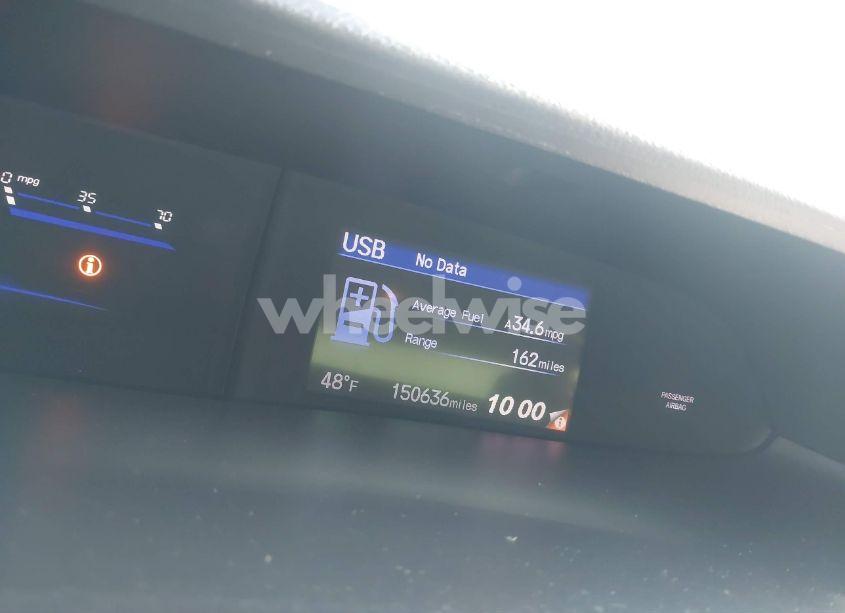 0 mpg 35 70
USB No Data
Average Fuel A34.6mpg
Range 162miles
48°F 150636miles 10 00
PASSENGER
AIRBAG
wheelwise